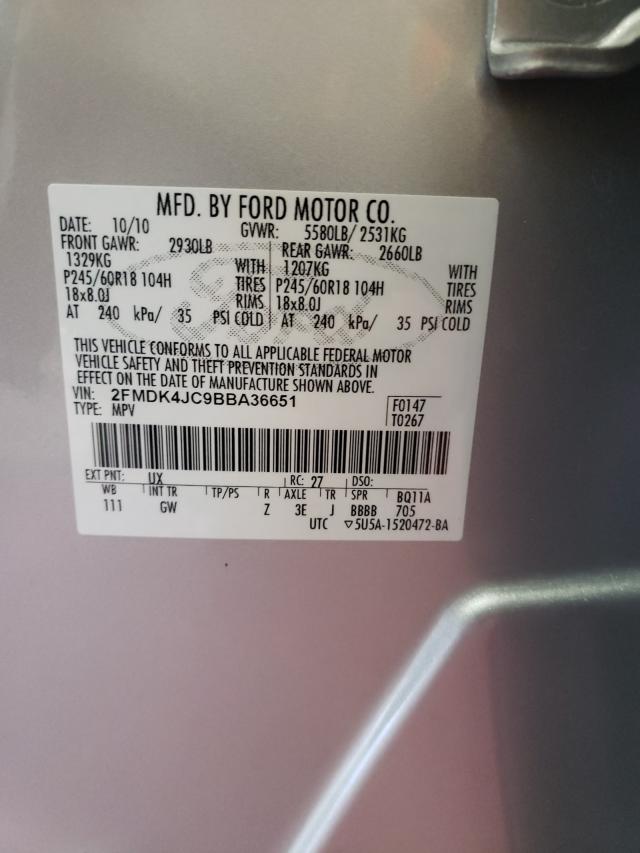 MFD. BY FORD MOTOR CO.
DATE: 10/10 GVWR: 5580LB/ 2531KG
FRONT GAWR: 2930LB REAR GAWR: 2660LB
1329KG WITH 1207KG WITH
P245/60R18 104H TIRES P245/60R18 104H TIRES
18x8.0J RIMS 18x8.0J RIMS
AT 240 kPa/ 35 PSI COLD AT 240 kPa/ 35 PSI COLD
Ford
THIS VEHICLE CONFORMS TO ALL APPLICABLE FEDERAL MOTOR
VEHICLE SAFETY AND THEFT PREVENTION STANDARDS IN
EFFECT ON THE DATE OF MANUFACTURE SHOWN ABOVE.
VIN: 2FMDK4JC9BBA36651 F0147
TYPE: MPV T0267
EXT PNT: UX RC: 27 DSO:
WB INT TR TP/PS R AXLE TR SPR BQ11A
111 GW Z 3E J BBBB 705
UTC ▽5U5A-1520472-BA